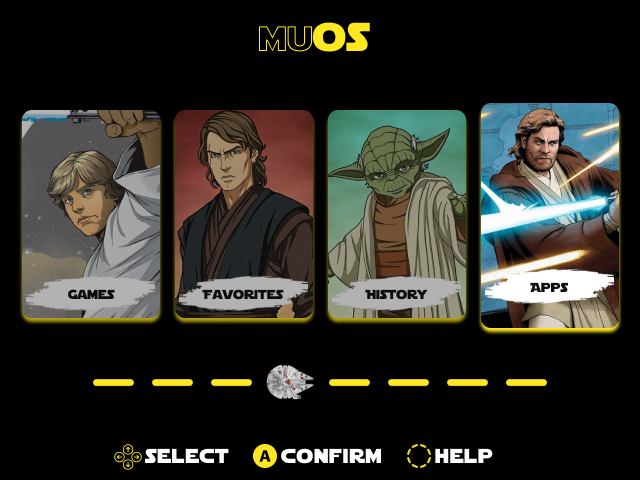 MUOS
GAMES
FAVORITES
HISTORY
APPS
SELECT
A CONFIRM
HELP